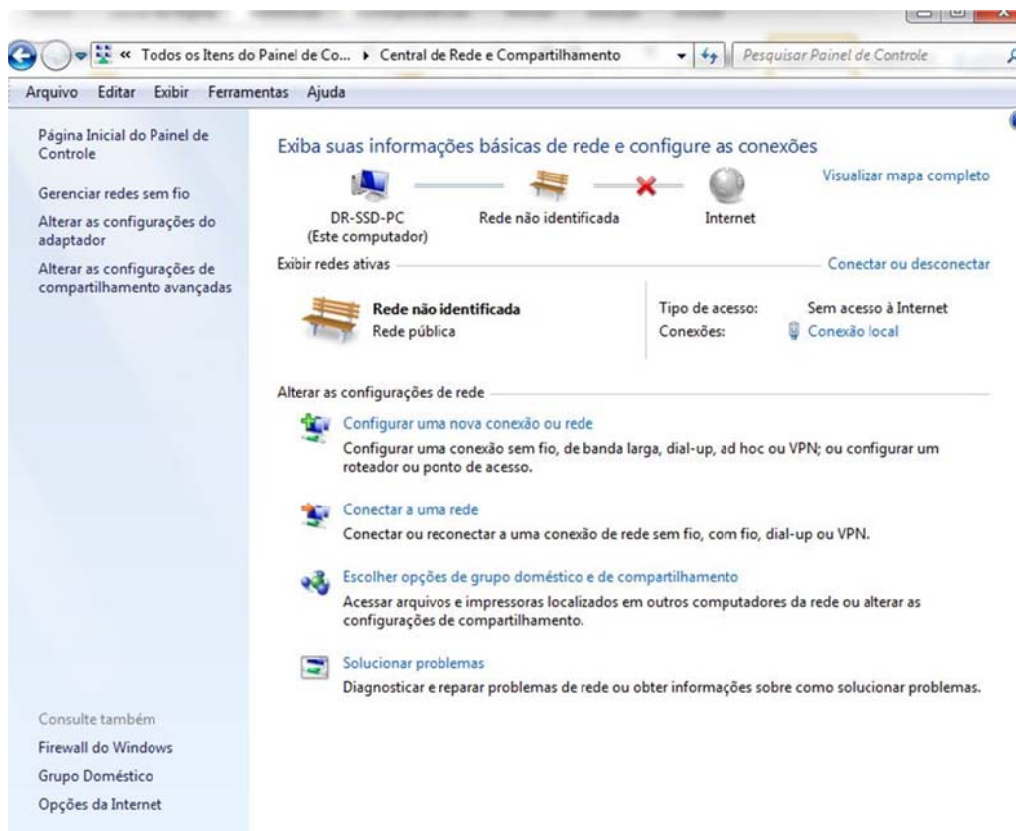 « Todos os Itens do Painel de Co... ▸ Central de Rede e Compartilhamento
Pesquisar Painel de Controle
Arquivo Editar Exibir Ferramentas Ajuda
Página Inicial do Painel de
Controle
Gerenciar redes sem fio
Alterar as configurações do
adaptador
Alterar as configurações de
compartilhamento avançadas
Exiba suas informações básicas de rede e configure as conexões
Visualizar mapa completo
DR-SSD-PC
(Este computador)
Rede não identificada
Internet
Exibir redes ativas
Conectar ou desconectar
Rede não identificada
Rede pública
Tipo de acesso: Sem acesso à Internet
Conexões: Conexão local
Alterar as configurações de rede
Configurar uma nova conexão ou rede
Configurar uma conexão sem fio, de banda larga, dial-up, ad hoc ou VPN; ou configurar um
roteador ou ponto de acesso.
Conectar a uma rede
Conectar ou reconectar a uma conexão de rede sem fio, com fio, dial-up ou VPN.
Escolher opções de grupo doméstico e de compartilhamento
Acessar arquivos e impressoras localizados em outros computadores da rede ou alterar as
configurações de compartilhamento.
Solucionar problemas
Diagnosticar e reparar problemas de rede ou obter informações sobre como solucionar problemas.
Consulte também
Firewall do Windows
Grupo Doméstico
Opções da Internet